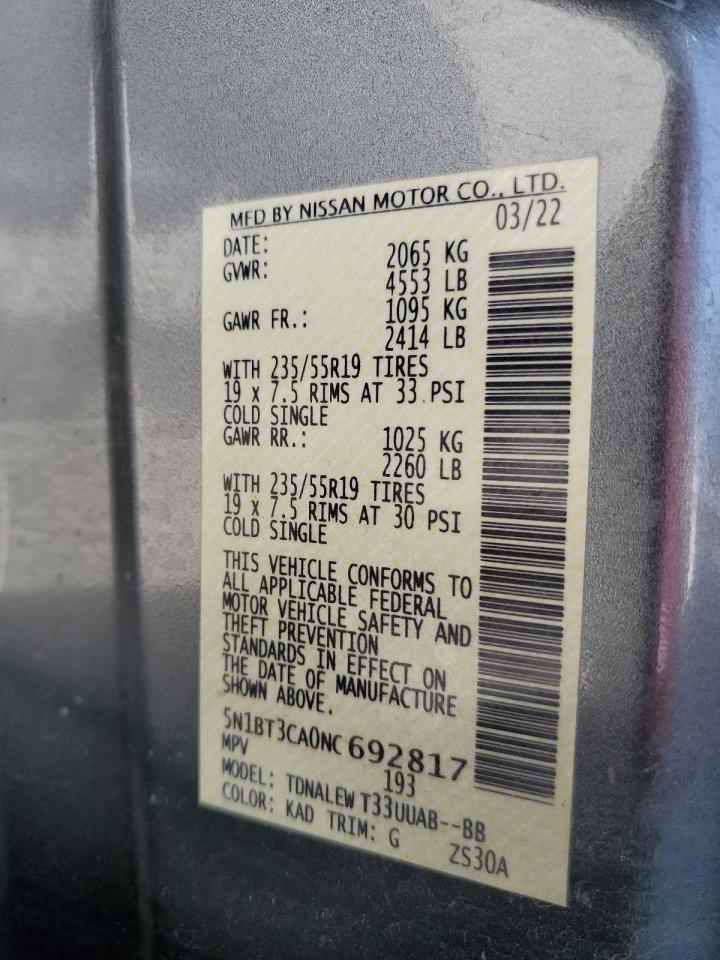 MFD BY NISSAN MOTOR CO., LTD.
DATE: 03/22
GVWR: 2065 KG
4553 LB
GAWR FR.: 1095 KG
2414 LB
WITH 235/55R19 TIRES
19 x 7.5 RIMS AT 33 PSI
COLD SINGLE
GAWR RR.: 1025 KG
2260 LB
WITH 235/55R19 TIRES
19 x 7.5 RIMS AT 30 PSI
COLD SINGLE
THIS VEHICLE CONFORMS TO
ALL APPLICABLE FEDERAL
MOTOR VEHICLE SAFETY AND
THEFT PREVENTION
STANDARDS IN EFFECT ON
THE DATE OF MANUFACTURE
SHOWN ABOVE.
5N1BT3CA0NC692817
MPV 193
MODEL: TDNALEW T33UUAB--BB
COLOR: KAD TRIM: G ZS30A